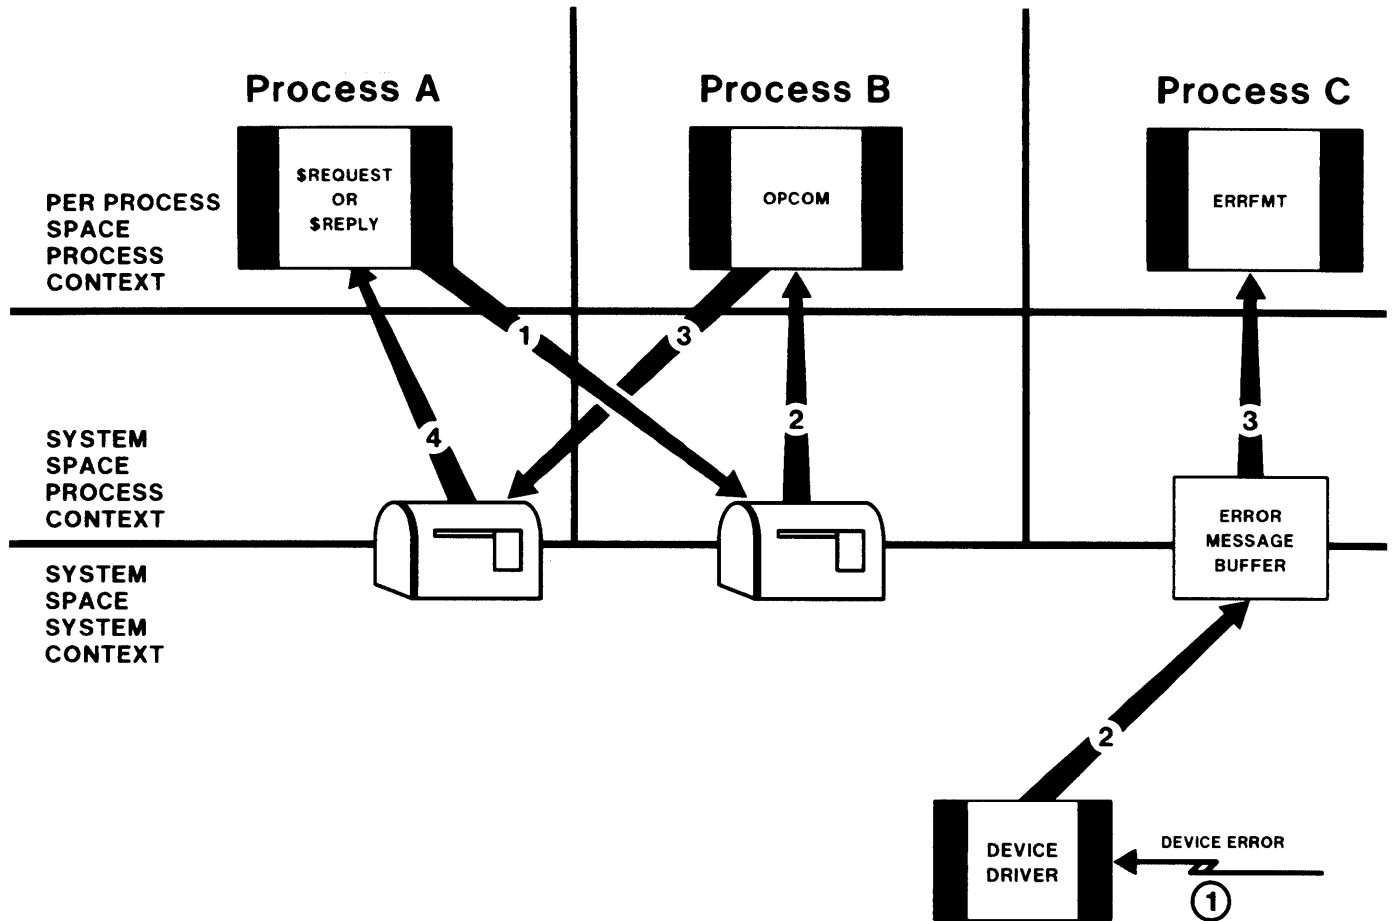 Process A
Process B
Process C
$REQUEST
OR
$REPLY
OPCOM
ERRFMT
PER PROCESS
SPACE
PROCESS
CONTEXT
1
3
2
4
3
SYSTEM
SPACE
PROCESS
CONTEXT
ERROR
MESSAGE
BUFFER
SYSTEM
SPACE
SYSTEM
CONTEXT
2
DEVICE
DRIVER
DEVICE ERROR
1